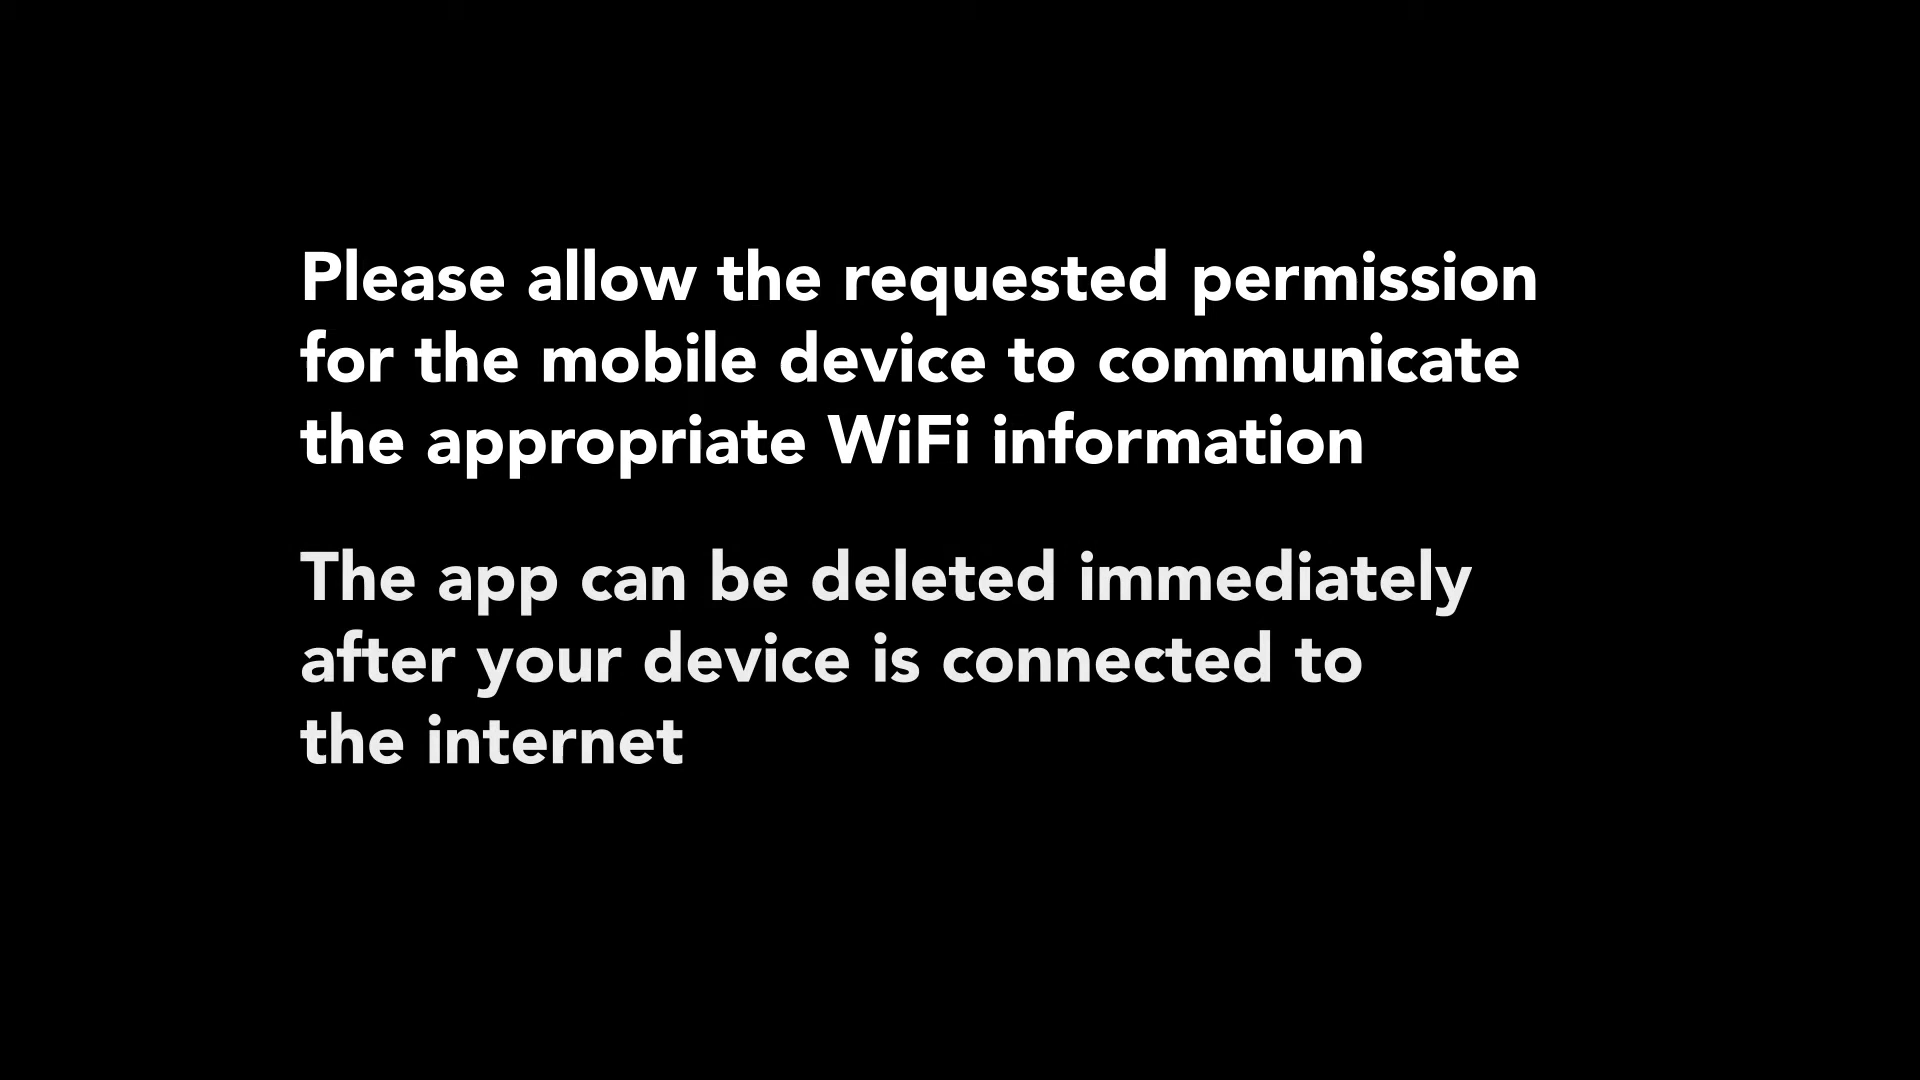 Please allow the requested permission
for the mobile device to communicate
the appropriate WiFi information
The app can be deleted immediately
after your device is connected to
the internet